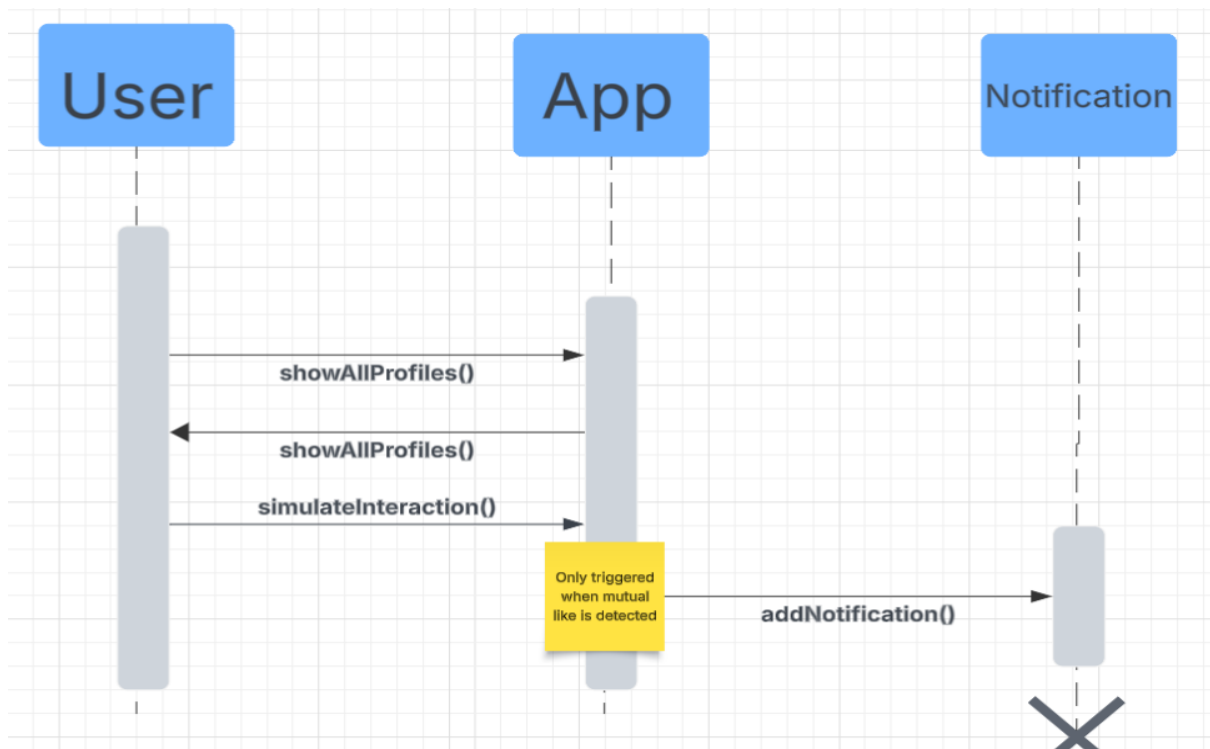 User
App
Notification
showAllProfiles()
showAllProfiles()
simulateInteraction()
Only triggered
when mutual
like is detected
addNotification()